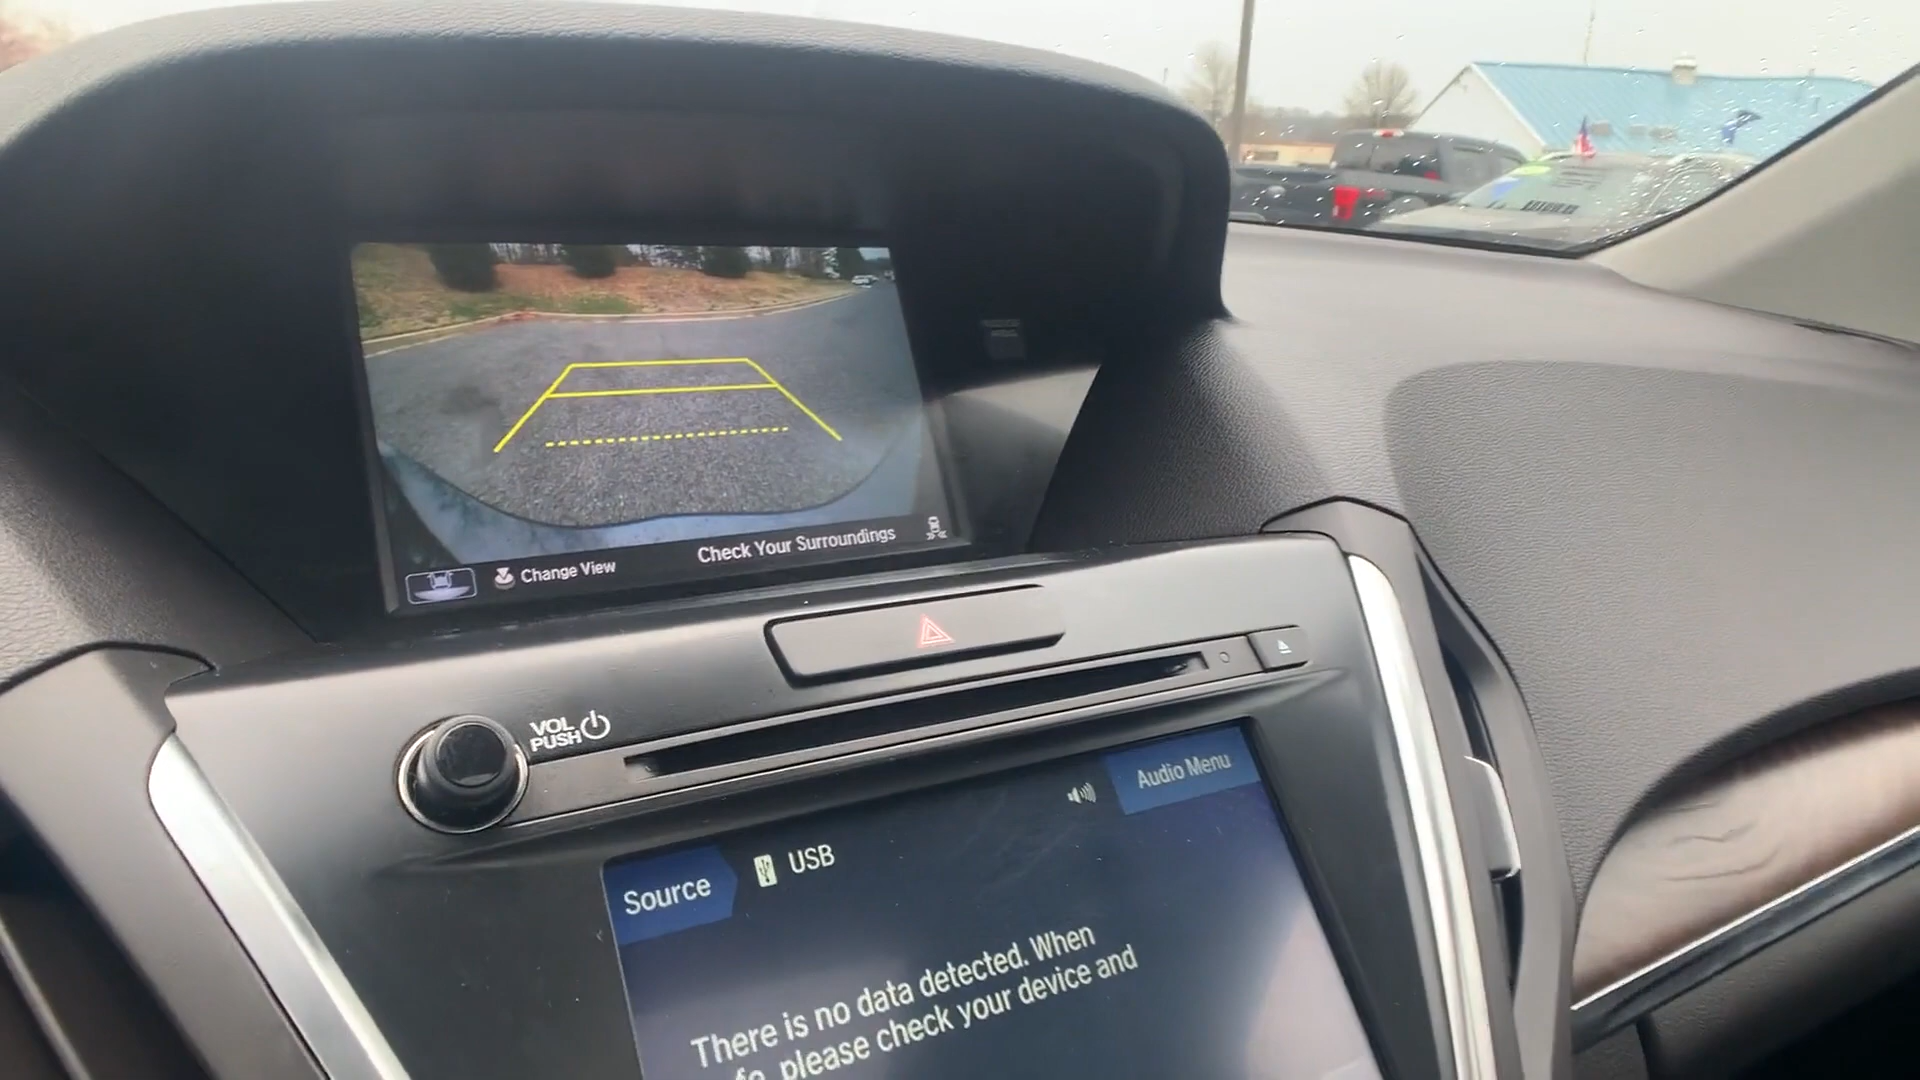 Check Your Surroundings
Change View
VOL
PUSH
Audio Menu
Source
USB
There is no data detected. When
please check your device and